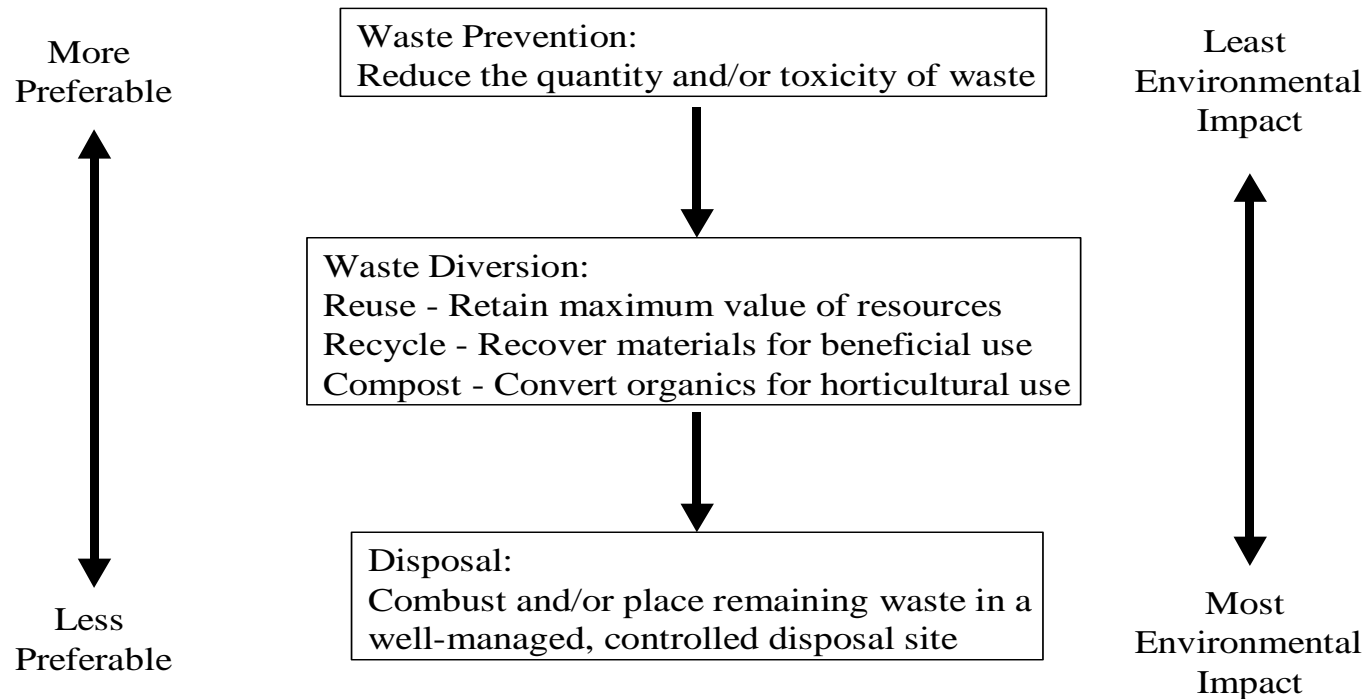 More
Preferable
Waste Prevention:
Reduce the quantity and/or toxicity of waste
Least
Environmental
Impact
Waste Diversion:
Reuse - Retain maximum value of resources
Recycle - Recover materials for beneficial use
Compost - Convert organics for horticultural use
Less
Preferable
Disposal:
Combust and/or place remaining waste in a
well-managed, controlled disposal site
Most
Environmental
Impact